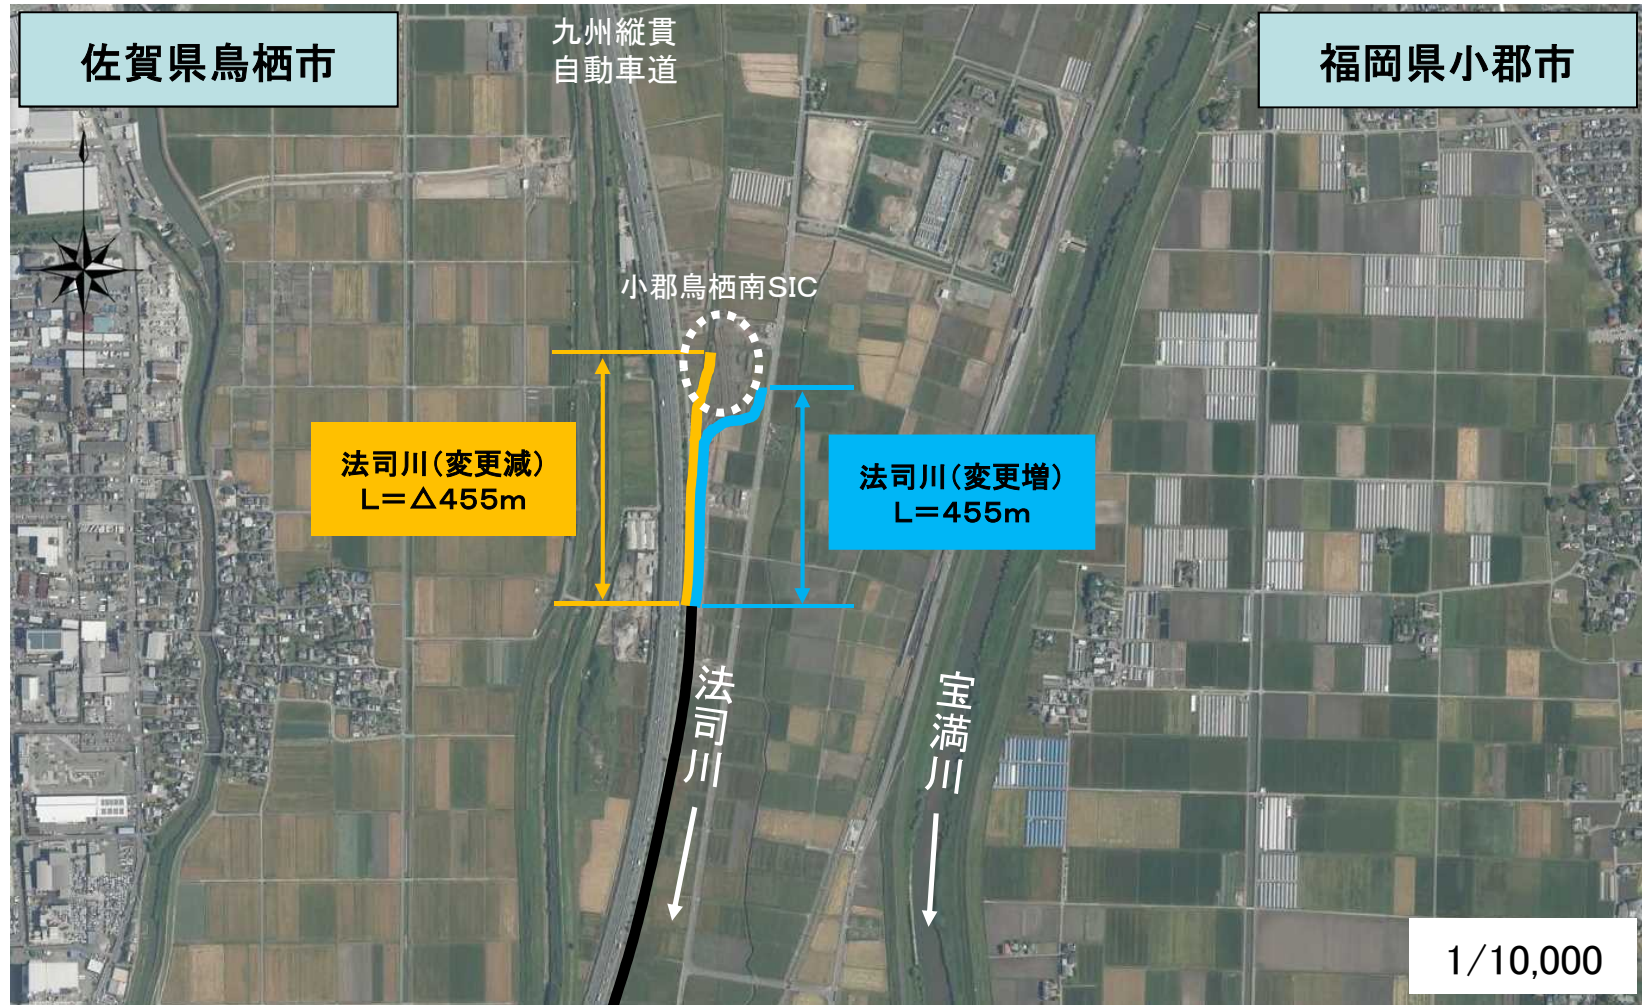 佐賀県鳥栖市
九州縦貫
自動車道
福岡県小郡市
小郡鳥栖南SIC
法司川（変更減）
L＝△455m
法司川（変更増）
L＝455m
法司川
宝満川
1/10,000